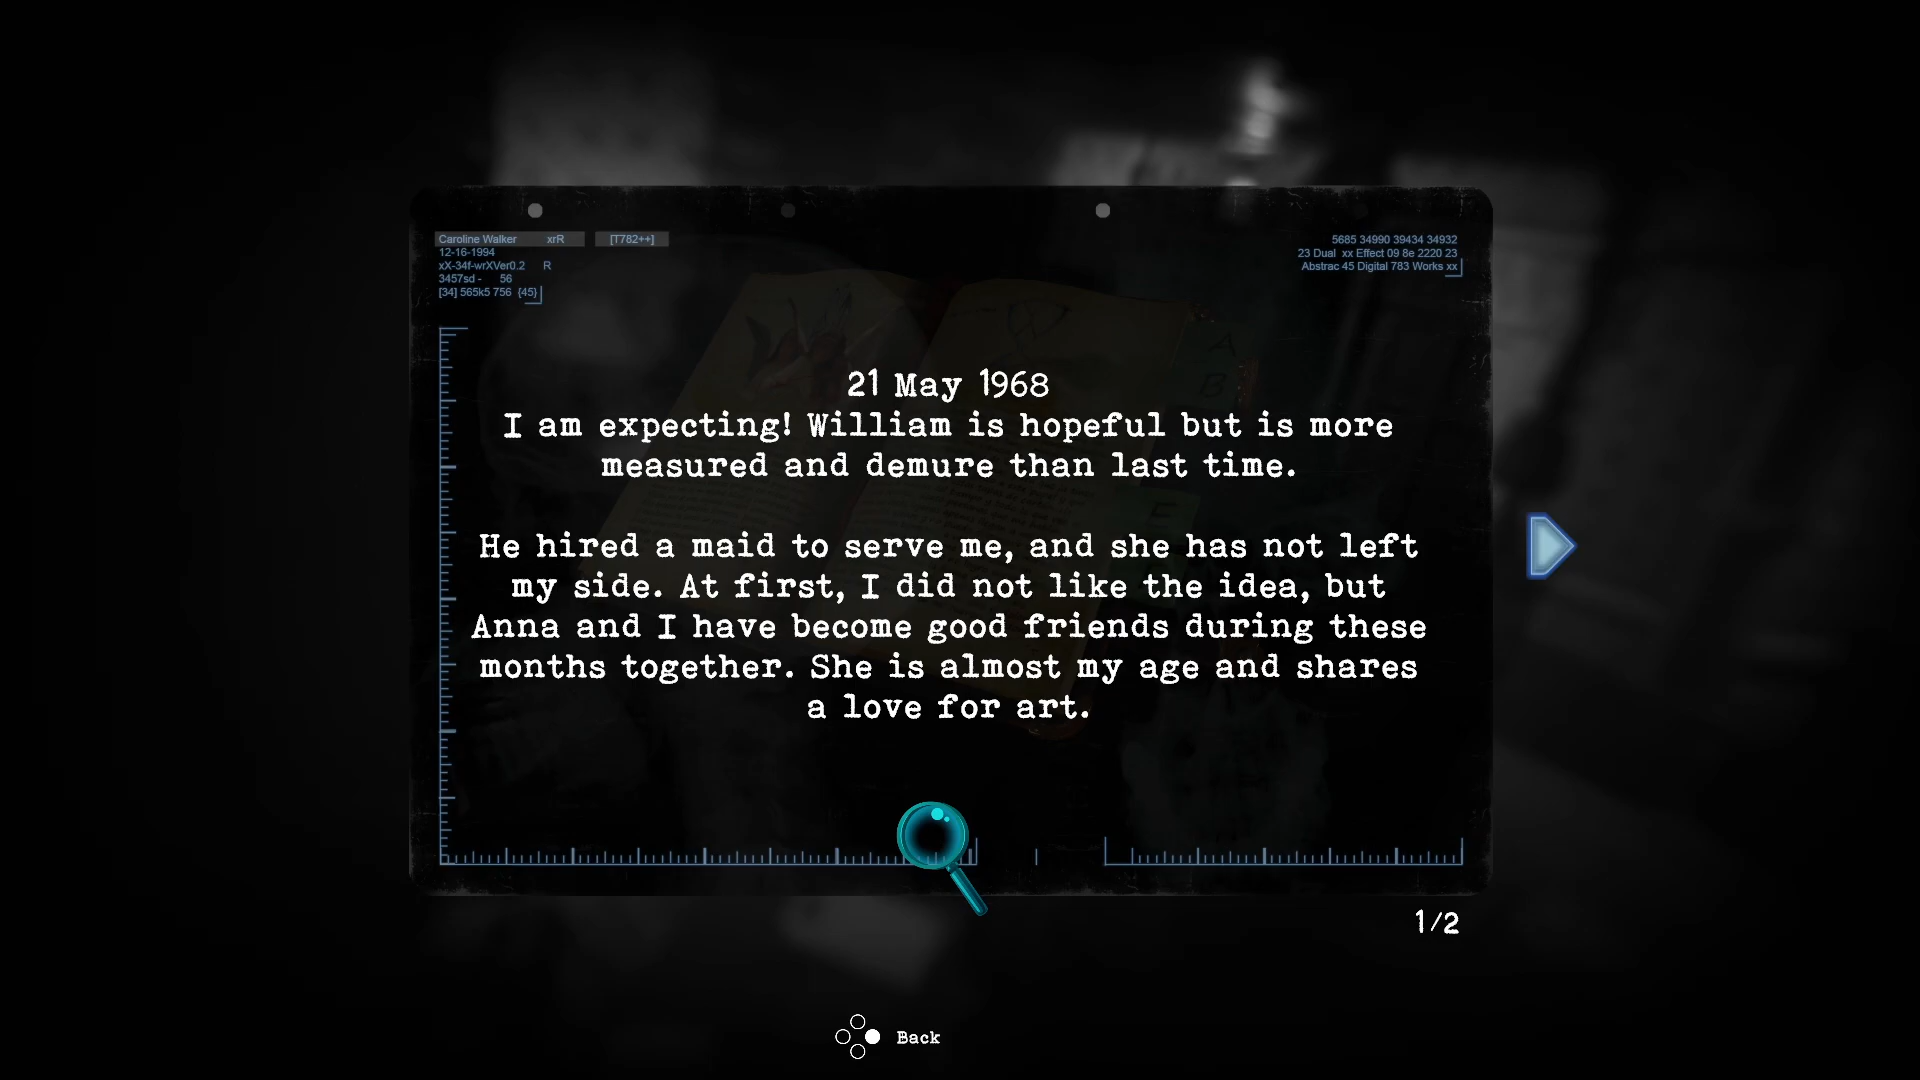 Caroline Walker xrR [T782++]
12-16-1994
xX-34f-wrXVer0.2 R
3457sd - 56
[34] 565k5 756 {45}
5685 34990 39434 34932
23 Dual xx Effect 09 8e 2220 23
Abstrac 45 Digital 783 Works xx
21 May 1968
I am expecting! William is hopeful but is more
measured and demure than last time.
He hired a maid to serve me, and she has not left
my side. At first, I did not like the idea, but
Anna and I have become good friends during these
months together. She is almost my age and shares
a love for art.
A
B
E
1/2
Back